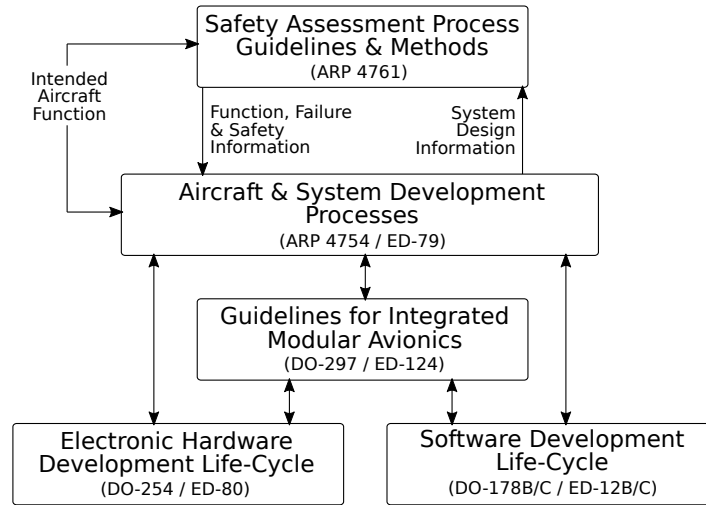 Safety Assessment Process
Guidelines & Methods
(ARP 4761)
Intended
Aircraft
Function
Function, Failure
& Safety
Information
System
Design
Information
Aircraft & System Development
Processes
(ARP 4754 / ED-79)
Guidelines for Integrated
Modular Avionics
(DO-297 / ED-124)
Electronic Hardware
Development Life-Cycle
(DO-254 / ED-80)
Software Development
Life-Cycle
(DO-178B/C / ED-12B/C)